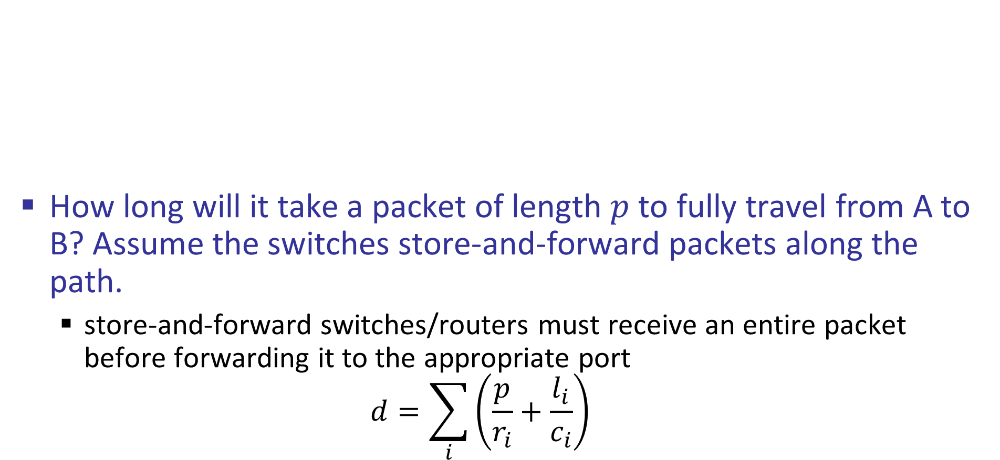 ▪ How long will it take a packet of length 𝑝 to fully travel from A to
B? Assume the switches store-and-forward packets along the
path.
▪ store-and-forward switches/routers must receive an entire packet
before forwarding it to the appropriate port
$d = \sum_{i} \left( \frac{p}{r_i} + \frac{l_i}{c_i} \right)$